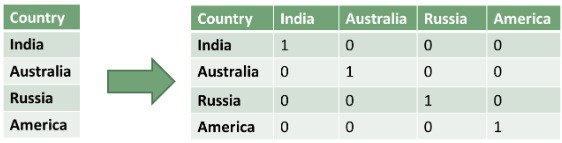 Country
India
Australia
Russia
America
Country India Australia Russia America
India 1 0 0 0
Australia 0 1 0 0
Russia 0 0 1 0
America 0 0 0 1